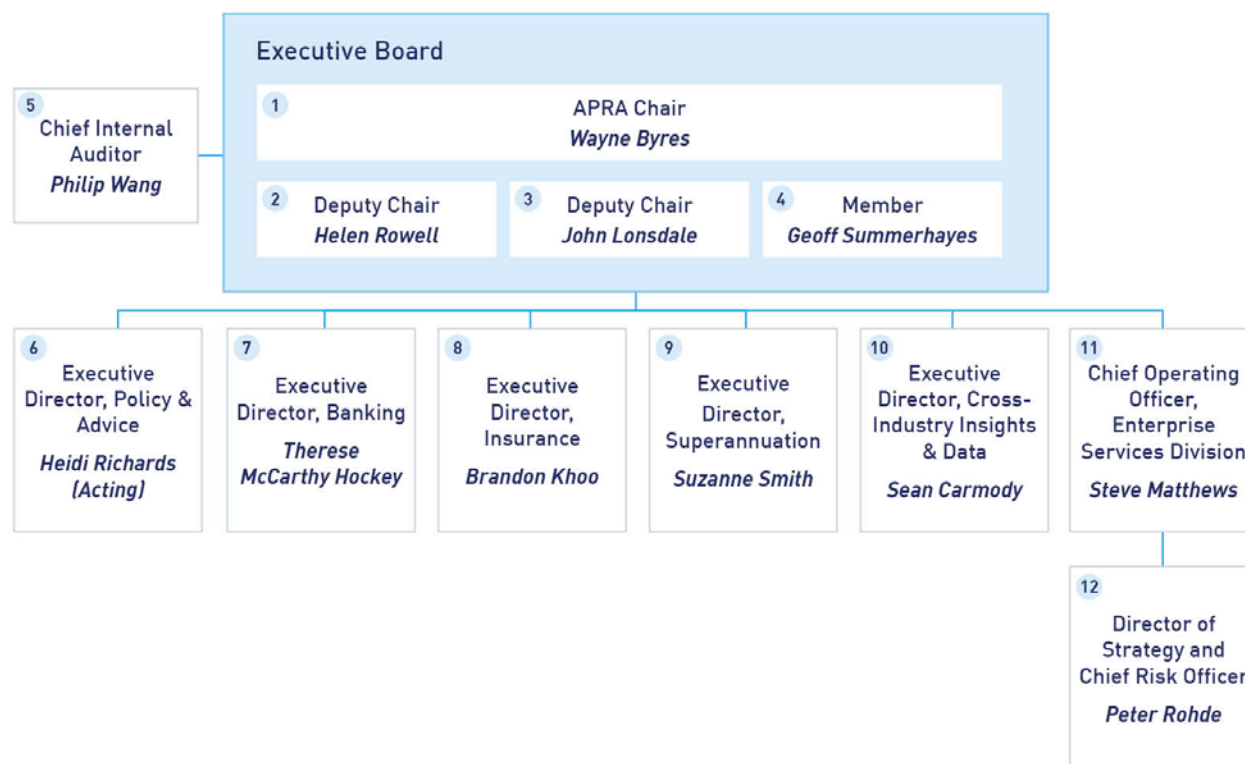 Executive Board
1
APRA Chair
Wayne Byres
2
Deputy Chair
Helen Rowell
3
Deputy Chair
John Lonsdale
4
Member
Geoff Summerhayes
5
Chief Internal
Auditor
Philip Wang
6
Executive
Director, Policy &
Advice
Heidi Richards
(Acting)
7
Executive
Director, Banking
Therese
McCarthy Hockey
8
Executive
Director,
Insurance
Brandon Khoo
9
Executive
Director,
Superannuation
Suzanne Smith
10
Executive
Director, Cross-
Industry Insights
& Data
Sean Carmody
11
Chief Operating
Officer,
Enterprise
Services Division
Steve Matthews
12
Director of
Strategy and
Chief Risk Officer
Peter Rohde